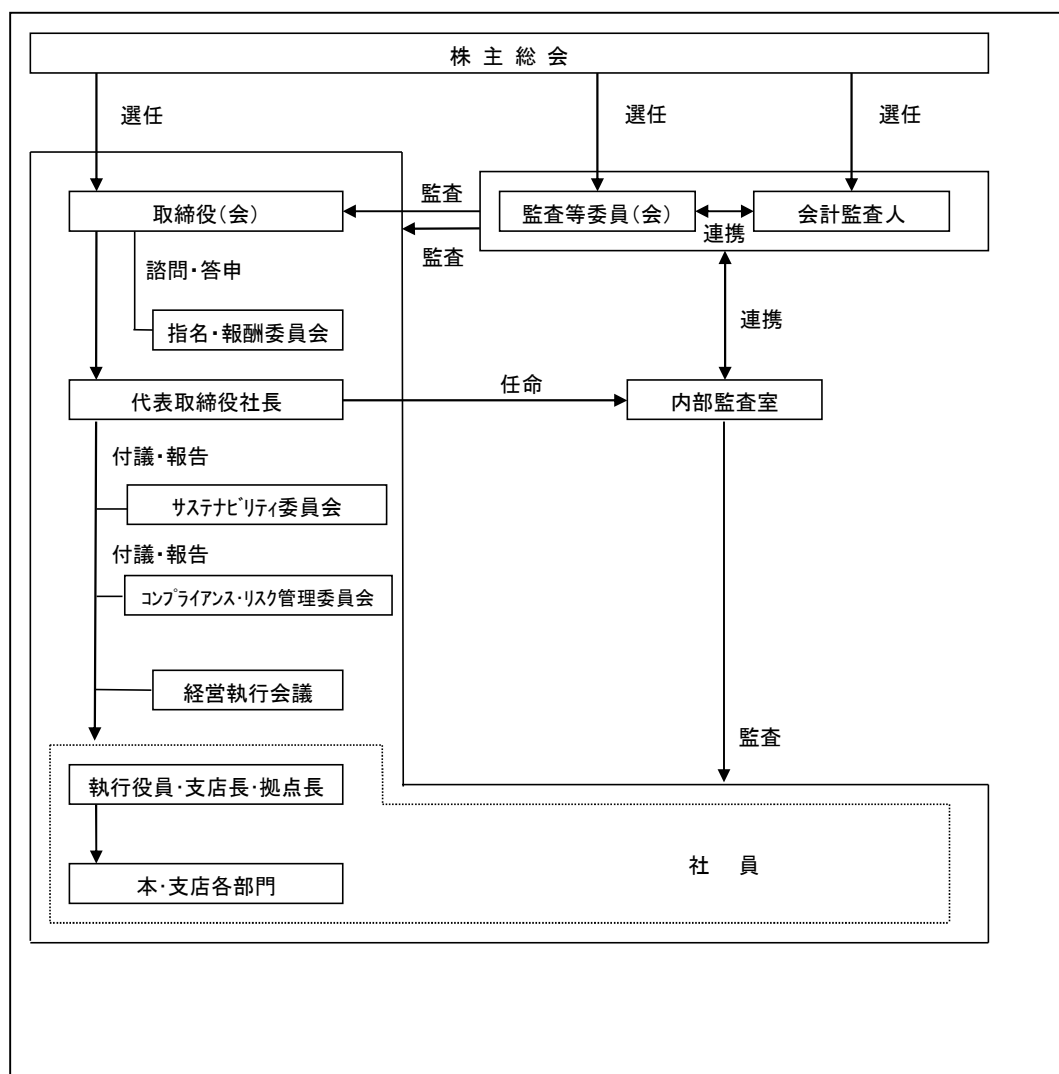 株 主 総 会
選任
選任
選任
取締役(会)
監査
監査等委員(会)
会計監査人
連携
監査
諮問・答申
指名・報酬委員会
連携
代表取締役社長
任命
内部監査室
付議・報告
サステナビリティ委員会
付議・報告
コンプライアンス・リスク管理委員会
経営執行会議
監査
執行役員・支店長・拠点長
社 員
本・支店各部門